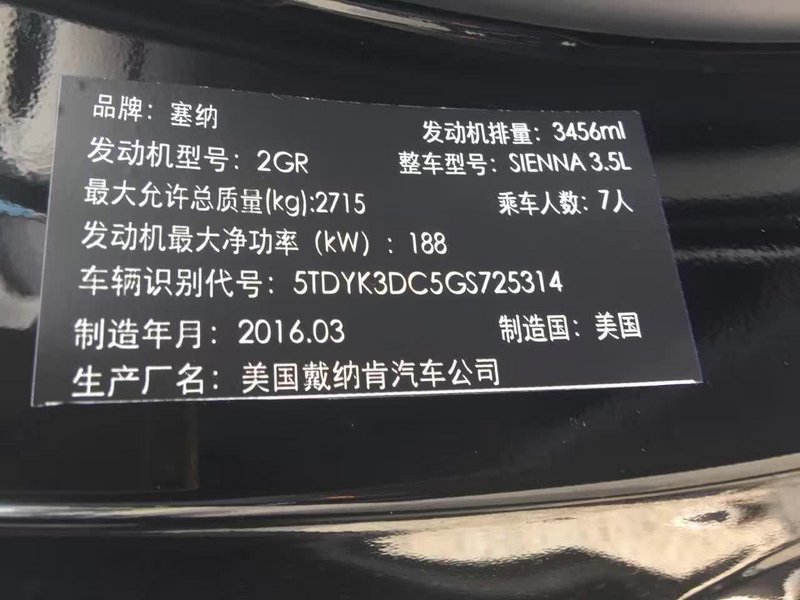 品牌：塞纳 发动机排量：3456ml
发动机型号：2GR 整车型号：SIENNA 3.5L
最大允许总质量(kg):2715 乘车人数：7人
发动机最大净功率（kW）：188
车辆识别代号：5TDYK3DC5GS725314
制造年月：2016.03 制造国：美国
生产厂名：美国戴纳肯汽车公司